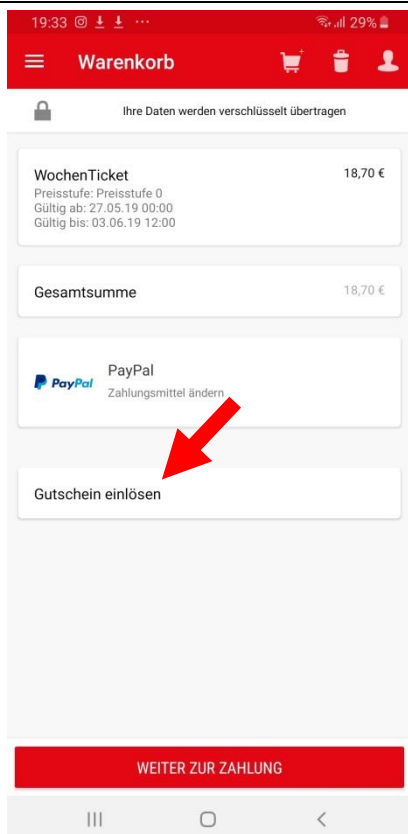 19:33 29%
Warenkorb
Ihre Daten werden verschlüsselt übertragen
WochenTicket 18,70 €
Preisstufe: Preisstufe 0
Gültig ab: 27.05.19 00:00
Gültig bis: 03.06.19 12:00
Gesamtsumme 18,70 €
PayPal
PayPal
Zahlungsmittel ändern
Gutschein einlösen
WEITER ZUR ZAHLUNG